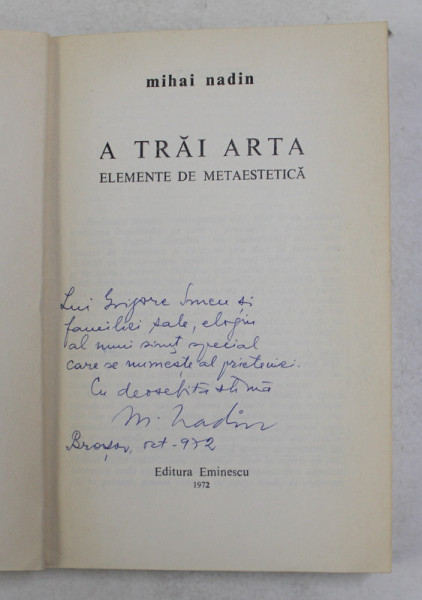 mihai nadin
A TRĂI ARTA
ELEMENTE DE METAESTETICĂ
Lui Grigore Smeu și
familiei sale, elogiu
al unui simț special
care se numește al prieteniei.
Cu deosebită stimă
M. Nadin
Brașov, oct - 972
Editura Eminescu
1972